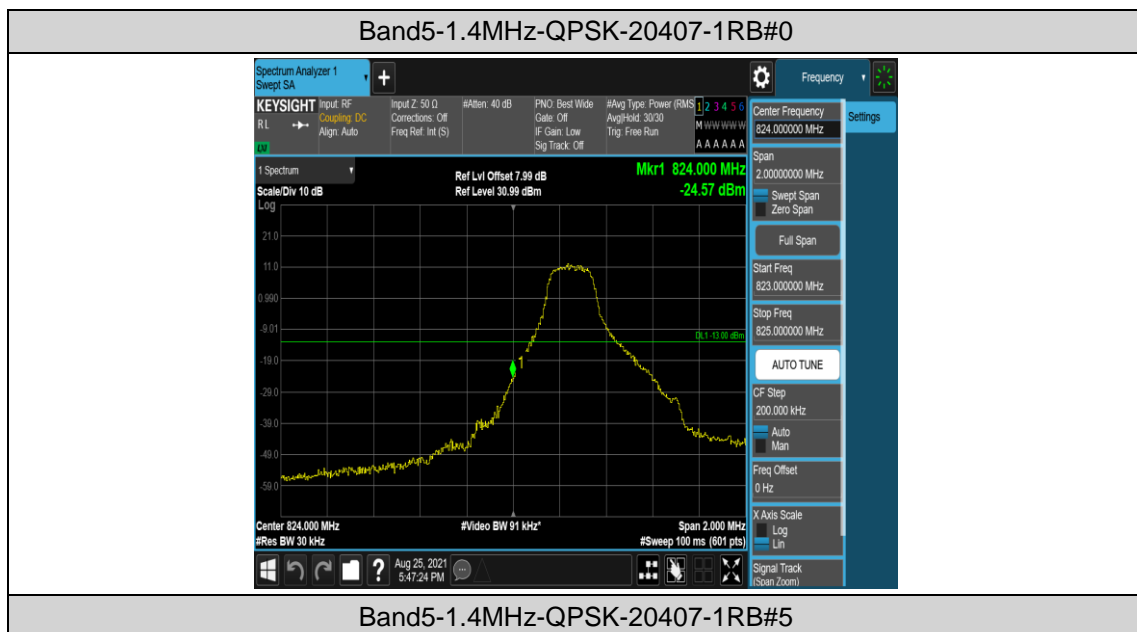 Band5-1.4MHz-QPSK-20407-1RB#0
Spectrum Analyzer 1
Swept SA
Frequency
KEYSIGHT
RL
Input: RF
Coupling: DC
Align: Auto
Input Z: 50 Ω
Corrections: Off
Freq Ref: Int (S)
#Atten: 40 dB
PNO: Best Wide
Gate: Off
IF Gain: Low
Sig Track: Off
#Avg Type: Power (RMS
Avg|Hold: 30/30
Trig: Free Run
1 2 3 4 5 6
M W W W W W
A A A A A A
Center Frequency
824.000000 MHz
Settings
Span
2.00000000 MHz
Swept Span
Zero Span
Full Span
Start Freq
823.000000 MHz
Stop Freq
825.000000 MHz
AUTO TUNE
CF Step
200.000 kHz
Auto
Man
Freq Offset
0 Hz
X Axis Scale
Log
Lin
Signal Track
(Span Zoom)
1 Spectrum
Scale/Div 10 dB
Log
Ref Lvl Offset 7.99 dB
Ref Level 30.99 dBm
Mkr1 824.000 MHz
-24.57 dBm
21.0
11.0
0.990
-9.01
DL1 -13.00 dBm
1
-19.0
-29.0
-39.0
-49.0
-59.0
Center 824.000 MHz
#Res BW 30 kHz
#Video BW 91 kHz*
Span 2.000 MHz
#Sweep 100 ms (601 pts)
?
Aug 25, 2021
5:47:24 PM
Band5-1.4MHz-QPSK-20407-1RB#5